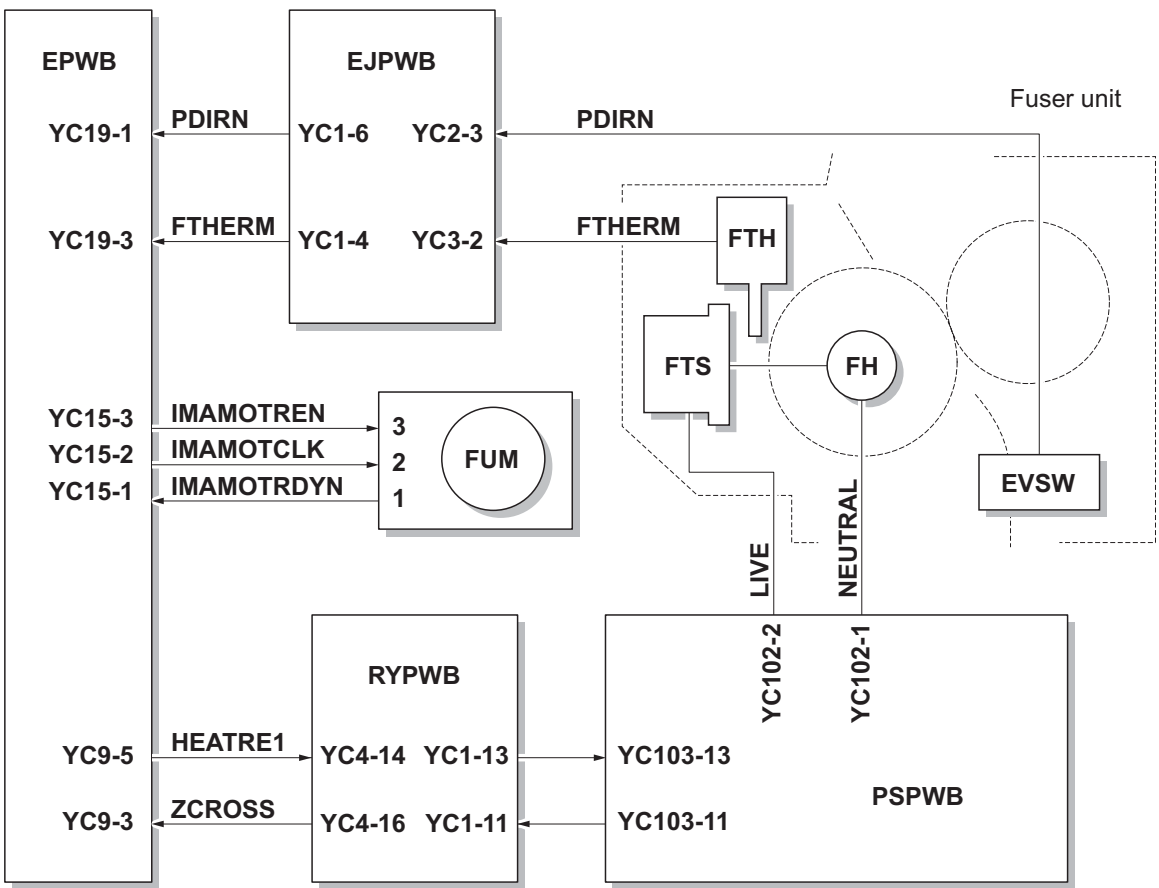 EPWB
EJPWB
Fuser unit
YC19-1
PDIRN
YC1-6
YC2-3
PDIRN
YC19-3
FTHERM
YC1-4
YC3-2
FTHERM
FTH
FTS
FH
EVSW
YC15-3
IMAMOTREN
3
YC15-2
IMAMOTCLK
2
YC15-1
IMAMOTRDYN
1
FUM
LIVE
NEUTRAL
YC102-2
YC102-1
RYPWB
YC9-5
HEATRE1
YC4-14
YC1-13
YC103-13
PSPWB
YC9-3
ZCROSS
YC4-16
YC1-11
YC103-11